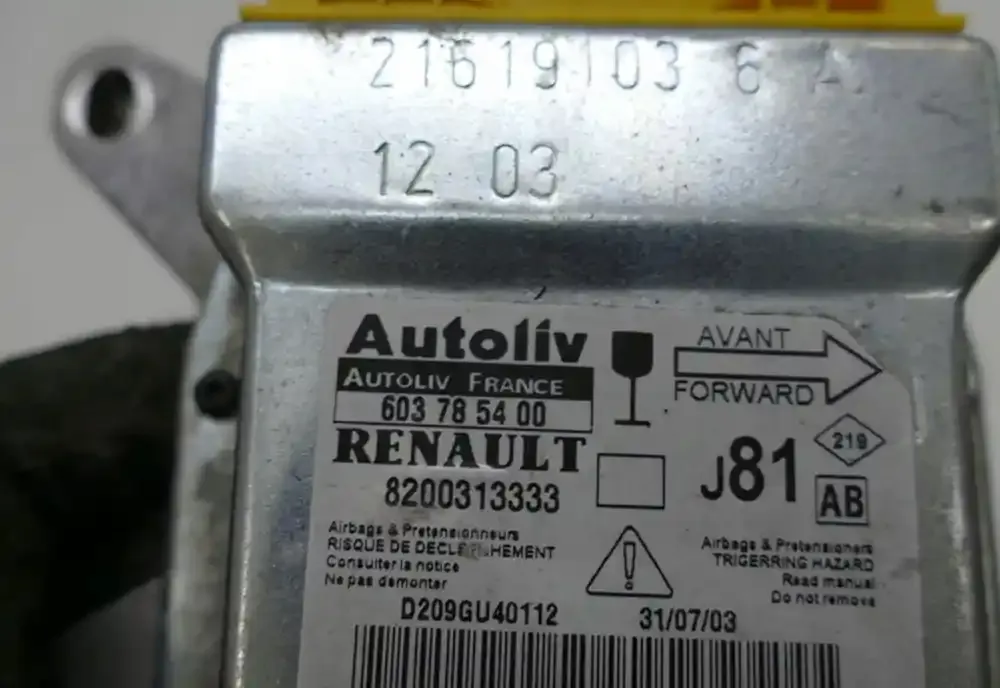 21619103 6 A
12 03
Autoliv
AUTOLIV FRANCE
603 78 54 00
RENAULT
8200313333
AVANT
FORWARD
J81
219
AB
Airbags & Pretensionneurs
RISQUE DE DECLENCHEMENT
Consulter la notice
Ne pas démonter
Airbags & Pretensioners
TRIGERRING HAZARD
Read manual
Do not remove
D209GU40112 31/07/03